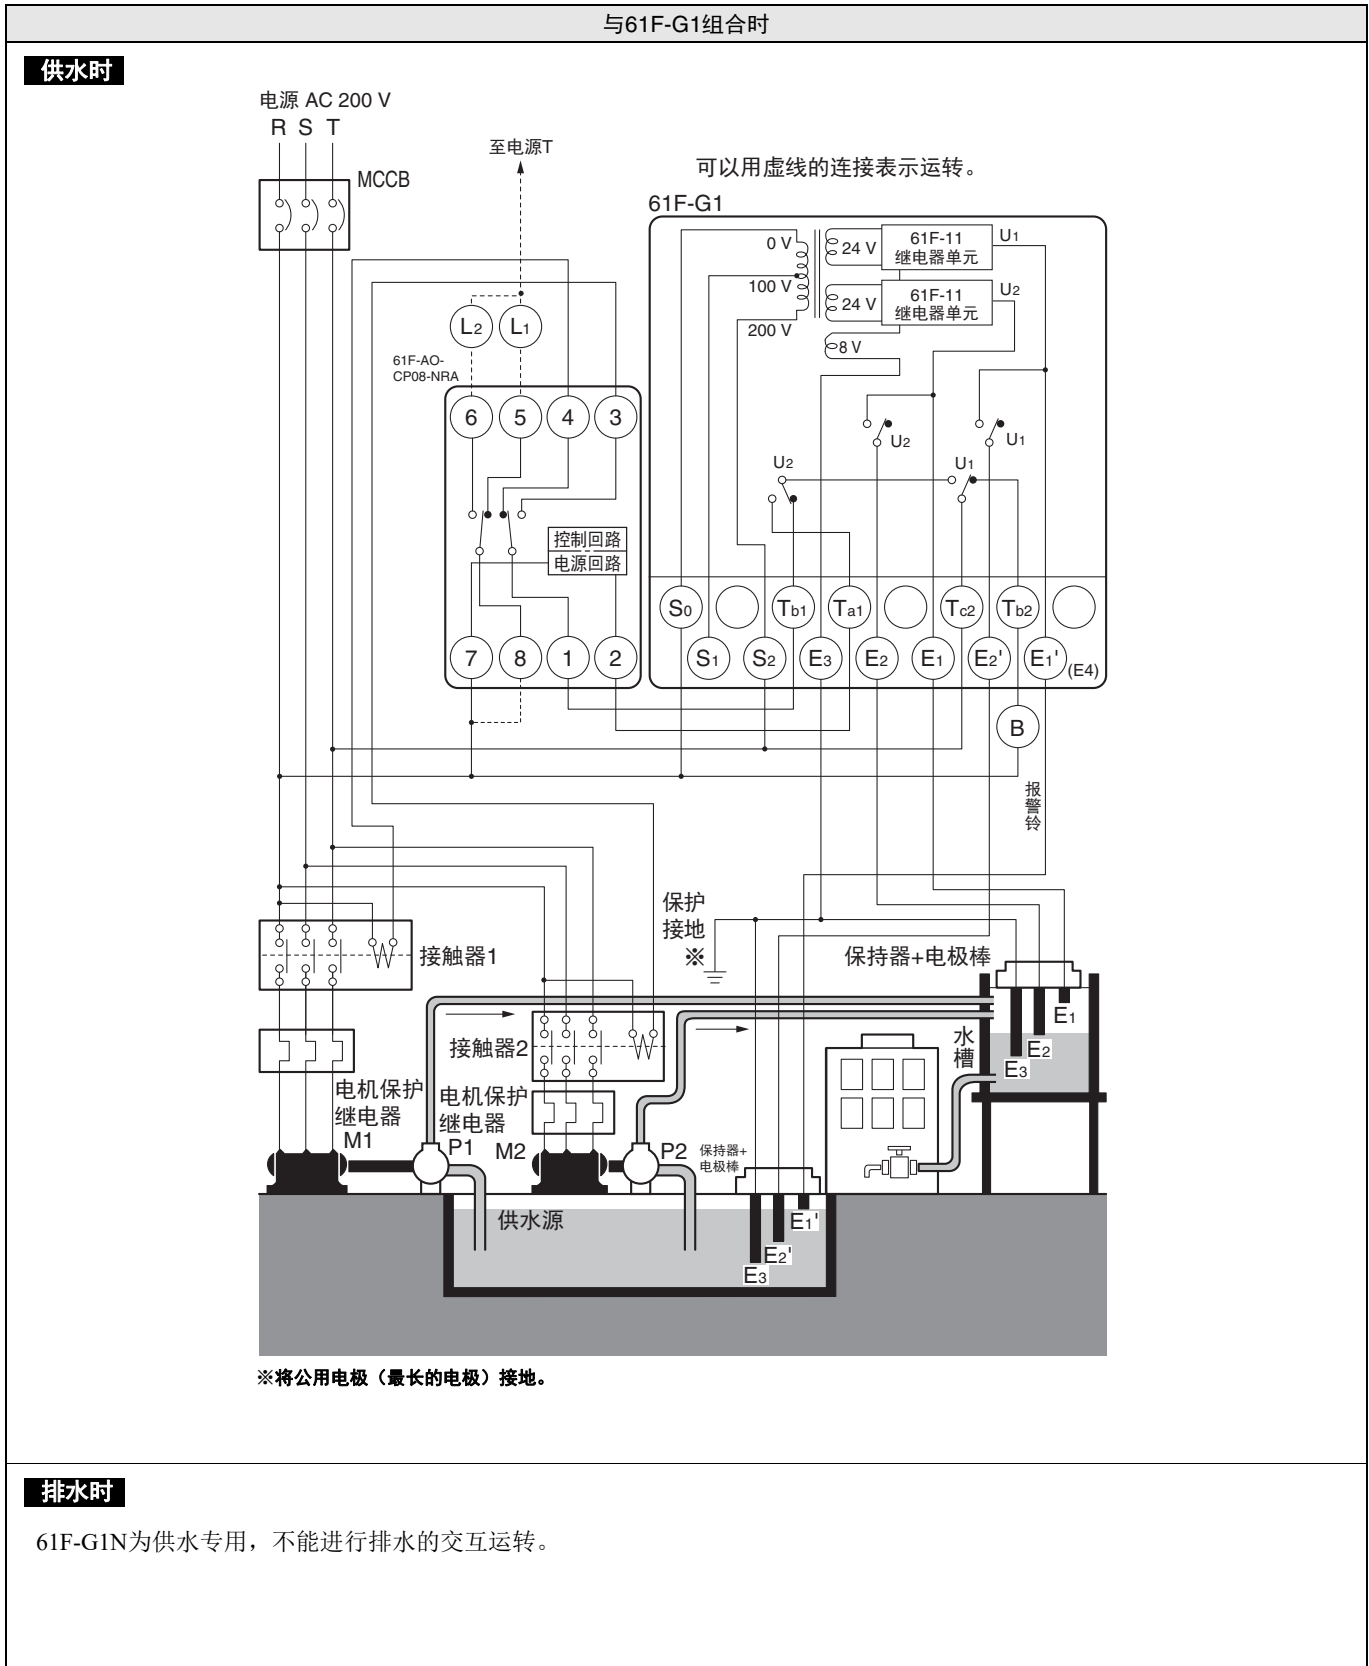 与61F-G1组合时
供水时
电源 AC 200 V
R S T
MCCB
至电源T
可以用虚线的连接表示运转。
61F-G1
0 V
100 V
200 V
24 V
61F-11
继电器单元
U1
24 V
61F-11
继电器单元
U2
8 V
L2
L1
61F-AO-
CP08-NRA
6
5
4
3
U2
U1
U2
U1
控制回路
电源回路
S0
Tb1
Ta1
Tc2
Tb2
7
8
1
2
S1
S2
E3
E2
E1
E2'
E1'
(E4)
B
报警铃
保护
接地
※
接触器1
保持器+电极棒
接触器2
水槽
E1
E2
E3
电机保护
继电器
M1
电机保护
继电器
P1
M2
P2
保持器+
电极棒
供水源
E1'
E2'
E3
※将公用电极（最长的电极）接地。
排水时
61F-G1N为供水专用，不能进行排水的交互运转。